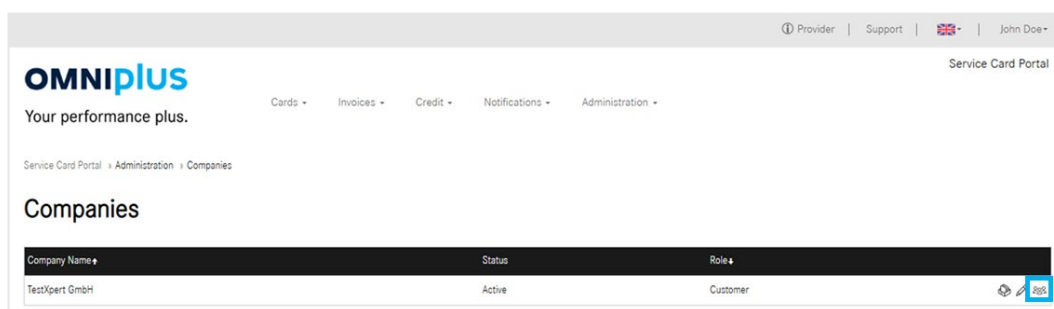 Provider | Support | John Doe
Service Card Portal
OMNIplus
Your performance plus.
Cards Invoices Credit Notifications Administration
Service Card Portal » Administration » Companies
Companies
Company Name Status Role
TestXpert GmbH Active Customer